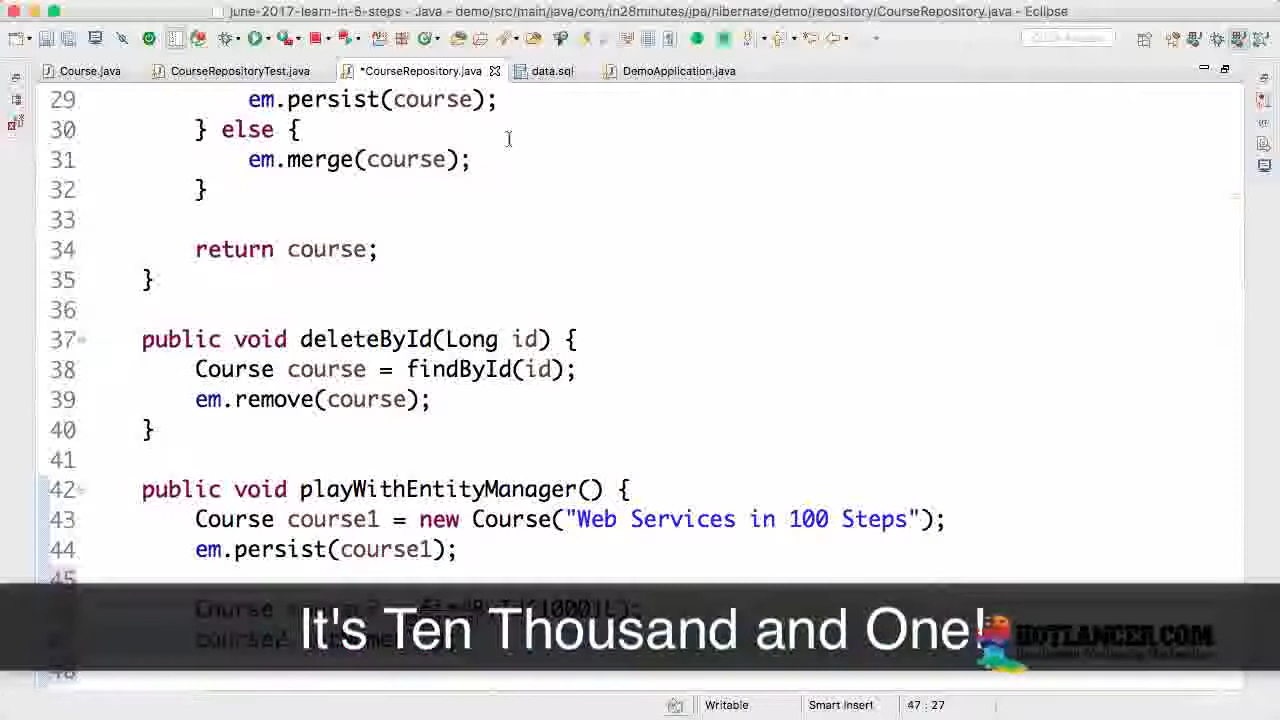 june-2017-learn-in-5-steps - Java - demo/src/main/java/com/in28minutes/jpa/hibernate/demo/repository/CourseRepository.java - Eclipse
Course.java CourseRepositoryTest.java *CourseRepository.java data.sql DemoApplication.java
29 em.persist(course);
30 } else {
31 em.merge(course);
32 }
33
34 return course;
35 }
36
37 public void deleteById(Long id) {
38 Course course = findById(id);
39 em.remove(course);
40 }
41
42 public void playWithEntityManager() {
43 Course course1 = new Course("Web Services in 100 Steps");
44 em.persist(course1);
45
It's Ten Thousand and One!
HOTLANCER.COM
48
Writable Smart Insert 47 : 27